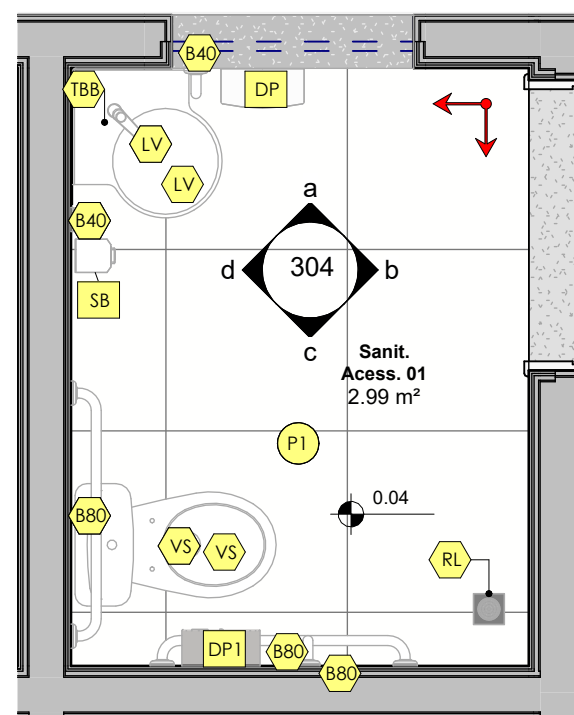 B40
TBB
DP
LV
LV
a
B40
d
304
b
SB
c
Sanit.
Acess. 01
2.99 m²
P1
0.04
B80
VS
VS
RL
DP1
B80
B80